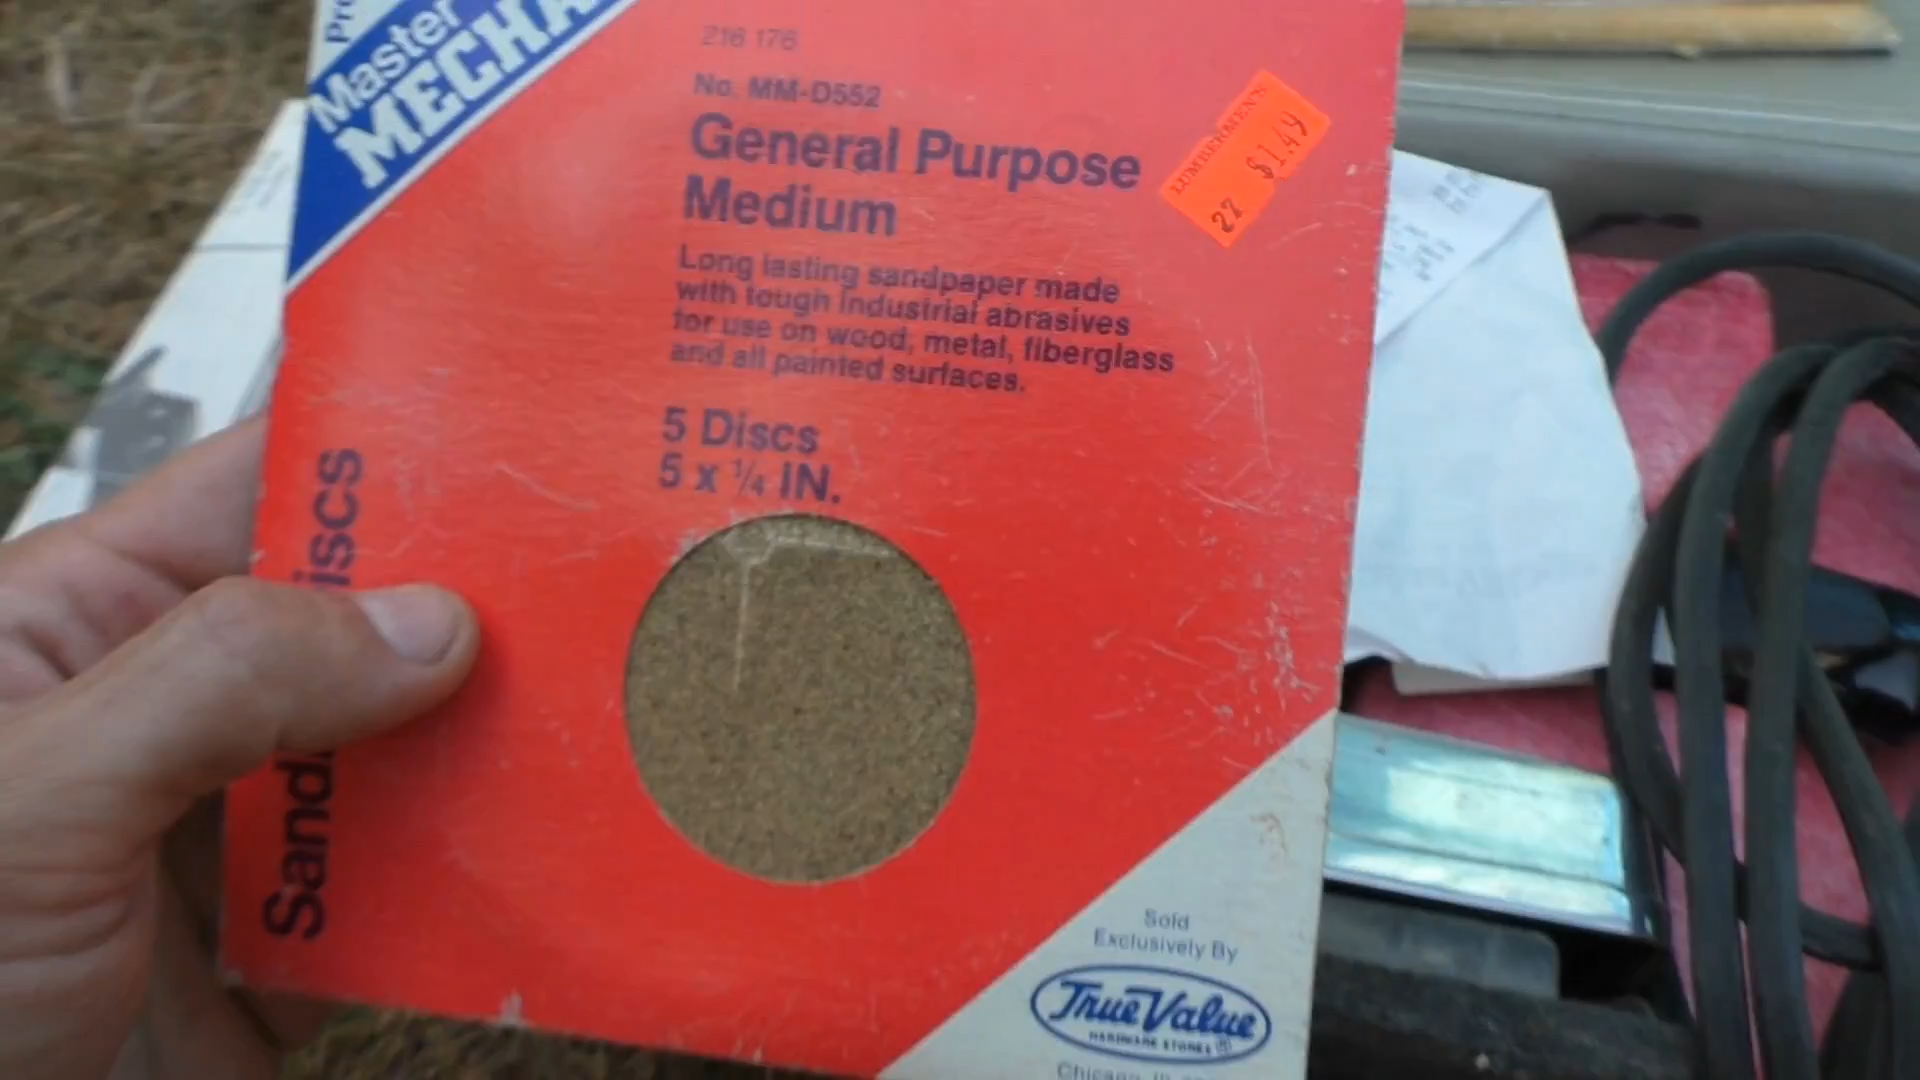 Master
MECHA
216 176
No. MM-D552
General Purpose
Medium
LUMBERMEN'S
$1.49
Long lasting sandpaper made
with tough industrial abrasives
for use on wood, metal, fiberglass
and all painted surfaces.
5 Discs
5 x 1/4 IN.
Sand
iscs
Sold
Exclusively By
True Value
HARDWARE STORES
Chicago,